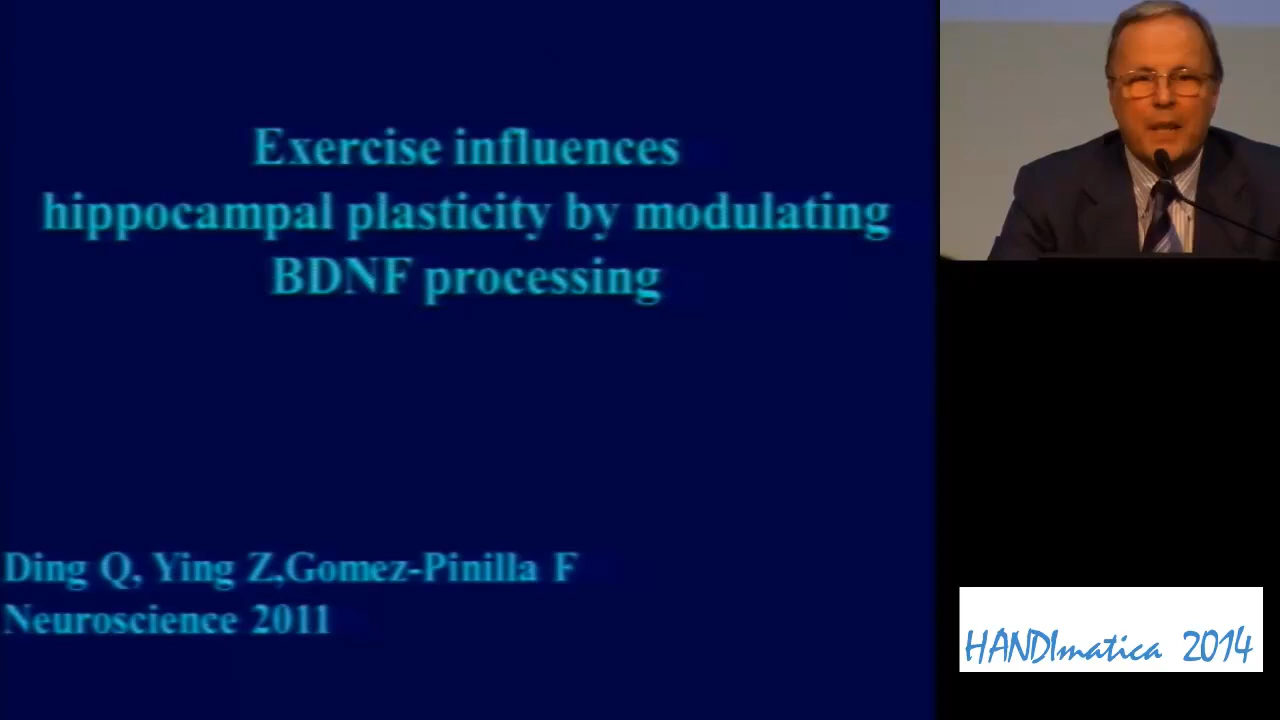 Exercise influences
hippocampal plasticity by modulating
BDNF processing
Ding Q, Ying Z,Gomez-Pinilla F
Neuroscience 2011
HANDImatica 2014